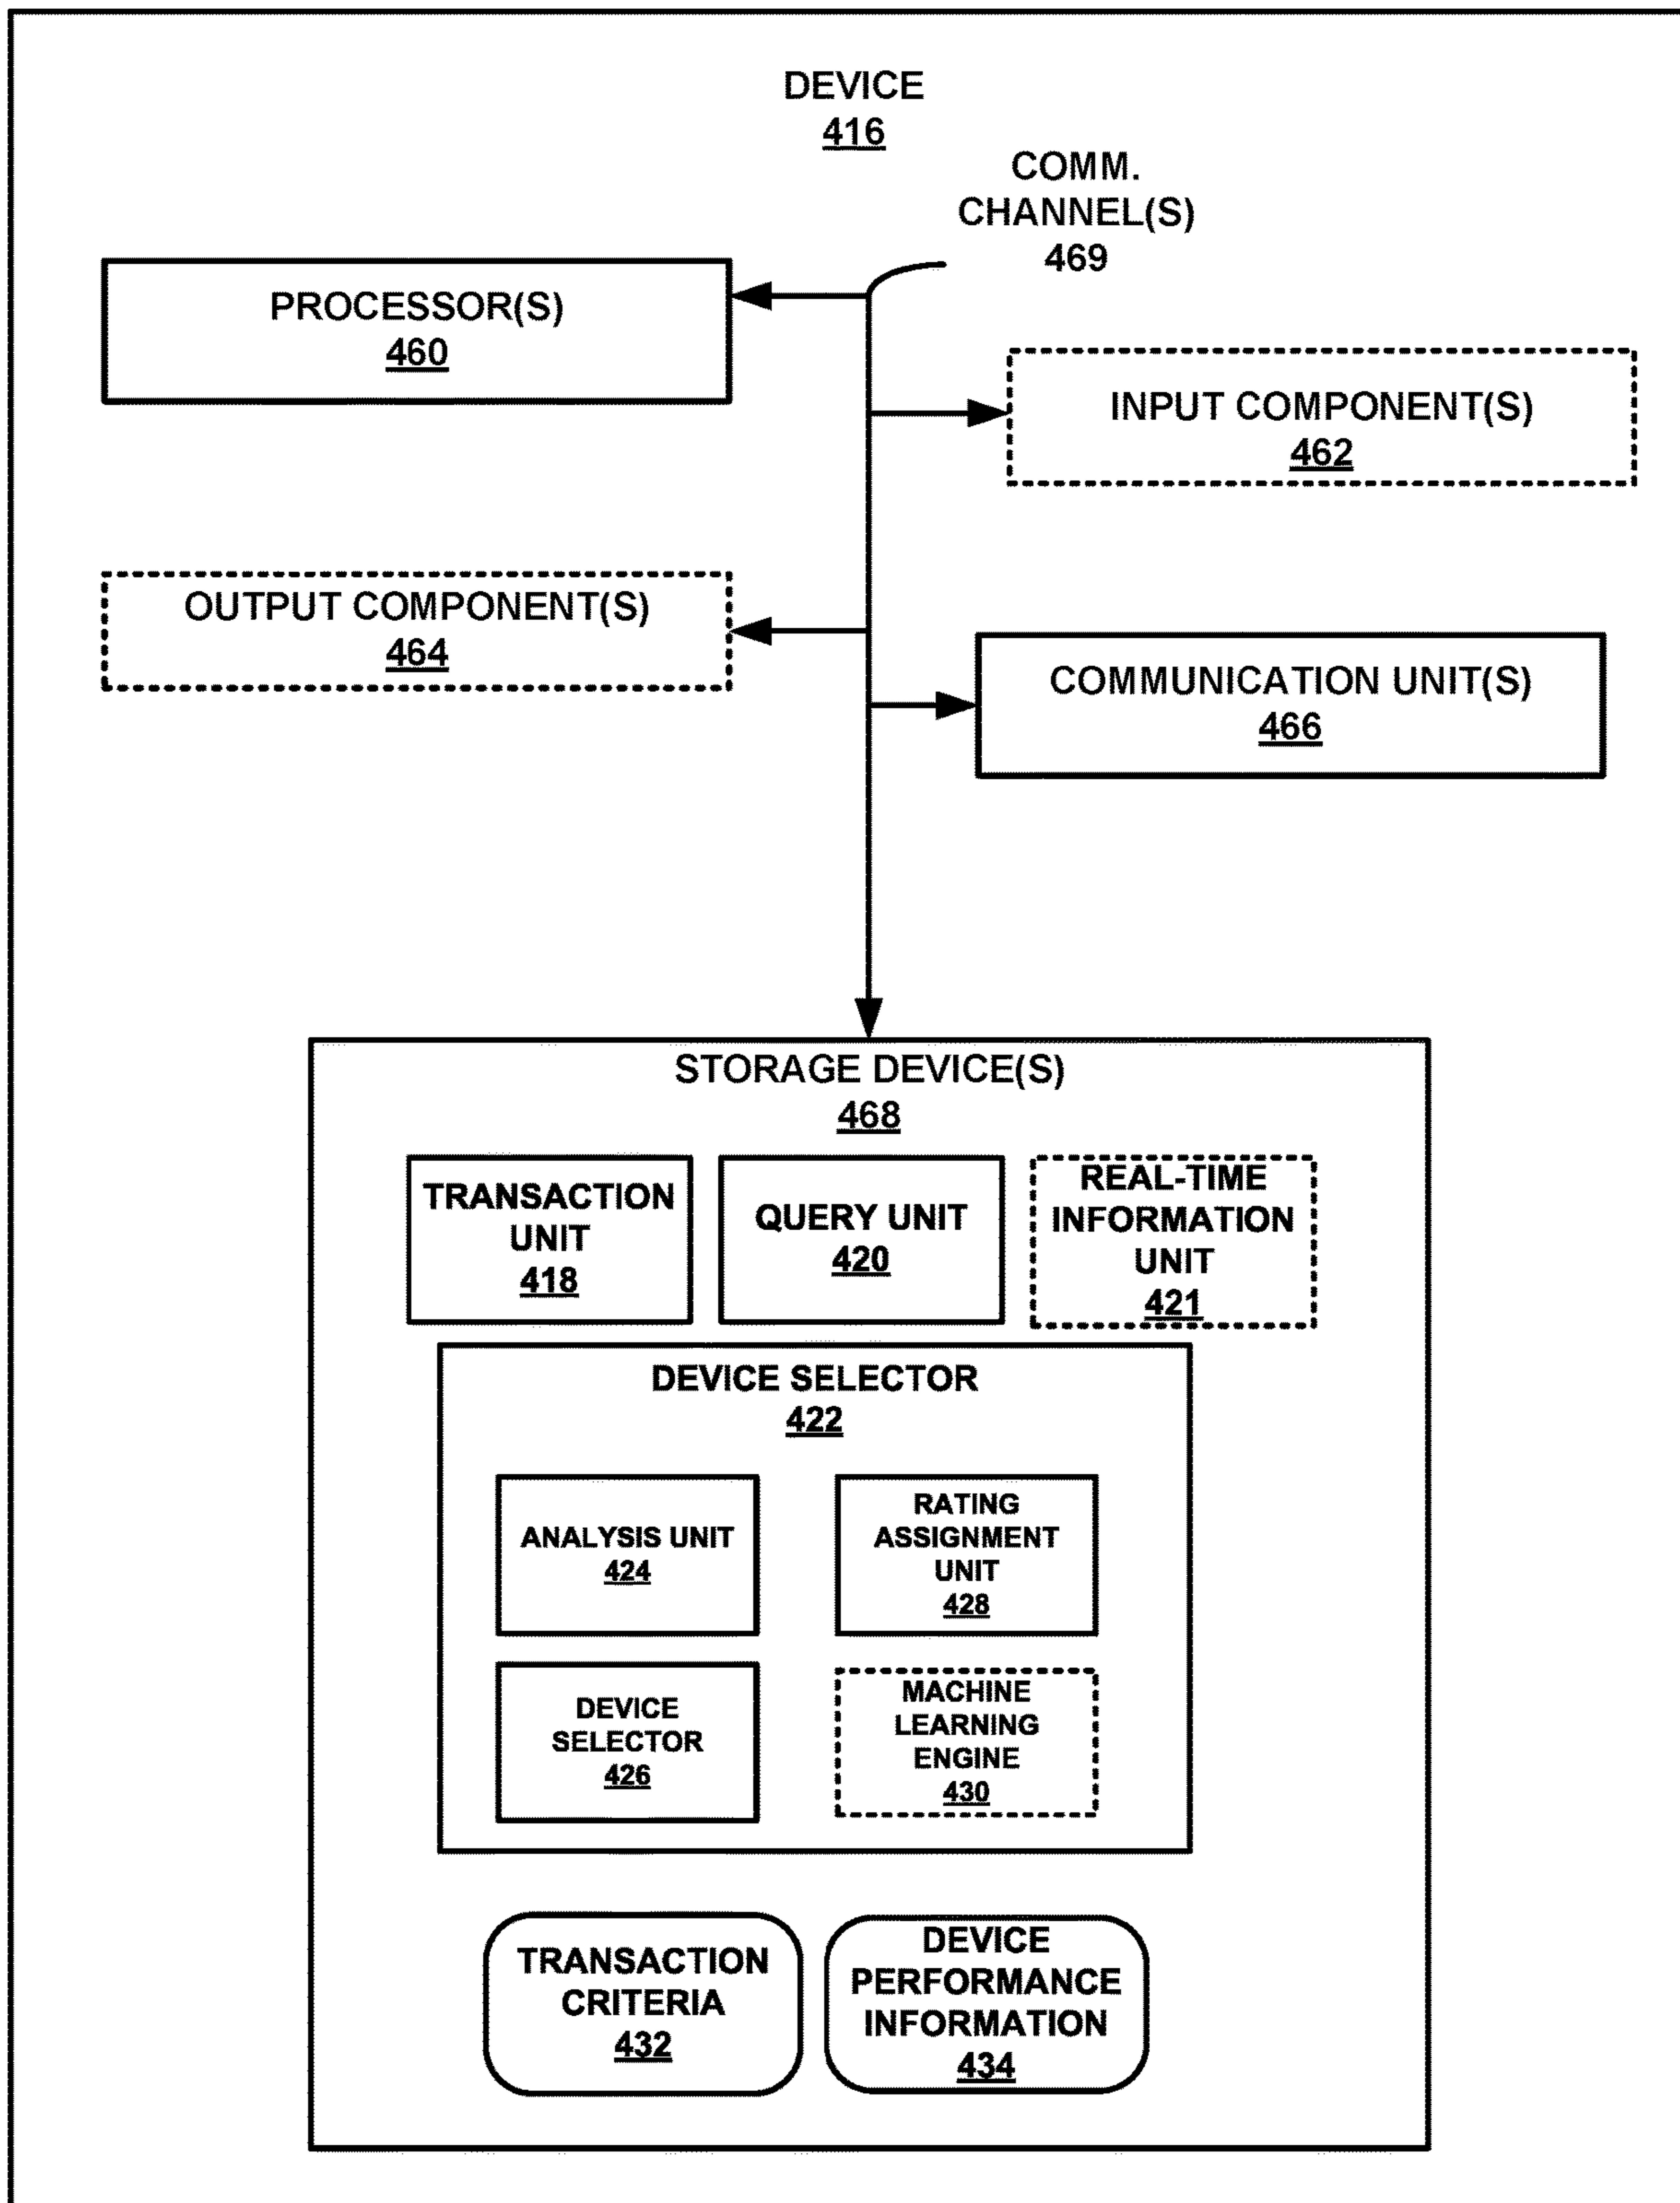 DEVICE
416
COMM.
CHANNEL(S)
469
PROCESSOR(S)
460
INPUT COMPONENT(S)
462
OUTPUT COMPONENT(S)
464
COMMUNICATION UNIT(S)
466
STORAGE DEVICE(S)
468
TRANSACTION
UNIT
418
QUERY UNIT
420
REAL-TIME
INFORMATION
UNIT
421
DEVICE SELECTOR
422
ANALYSIS UNIT
424
RATING
ASSIGNMENT
UNIT
428
DEVICE
SELECTOR
426
MACHINE
LEARNING
ENGINE
430
TRANSACTION
CRITERIA
432
DEVICE
PERFORMANCE
INFORMATION
434